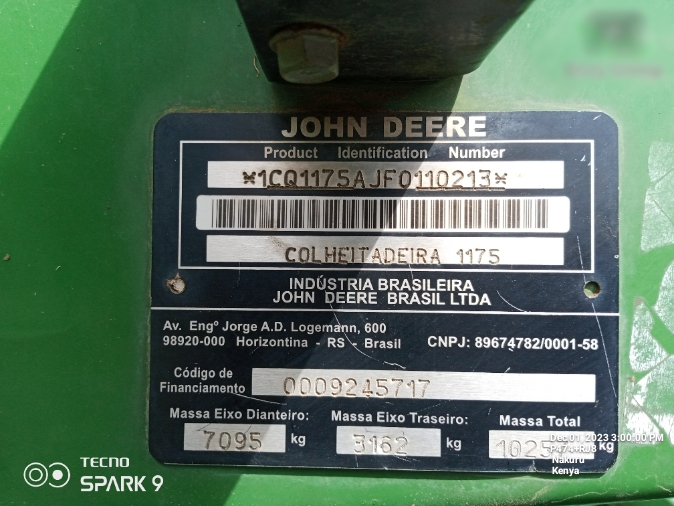 JOHN DEERE
Product Identification Number
*1CQ1175AJF0110213*
COLHEITADEIRA 1175
INDÚSTRIA BRASILEIRA
JOHN DEERE BRASIL LTDA
Av. Engº Jorge A.D. Logemann, 600
98920-000 Horizontina - RS - Brasil CNPJ: 89674782/0001-58
Código de
Financiamento 0009245717
Massa Eixo Dianteiro: Massa Eixo Traseiro: Massa Total
7095 kg 3162 kg kg
Dec 01, 2023 3:00:00 PM
Nakuru
Kenya
TECNO
SPARK 9